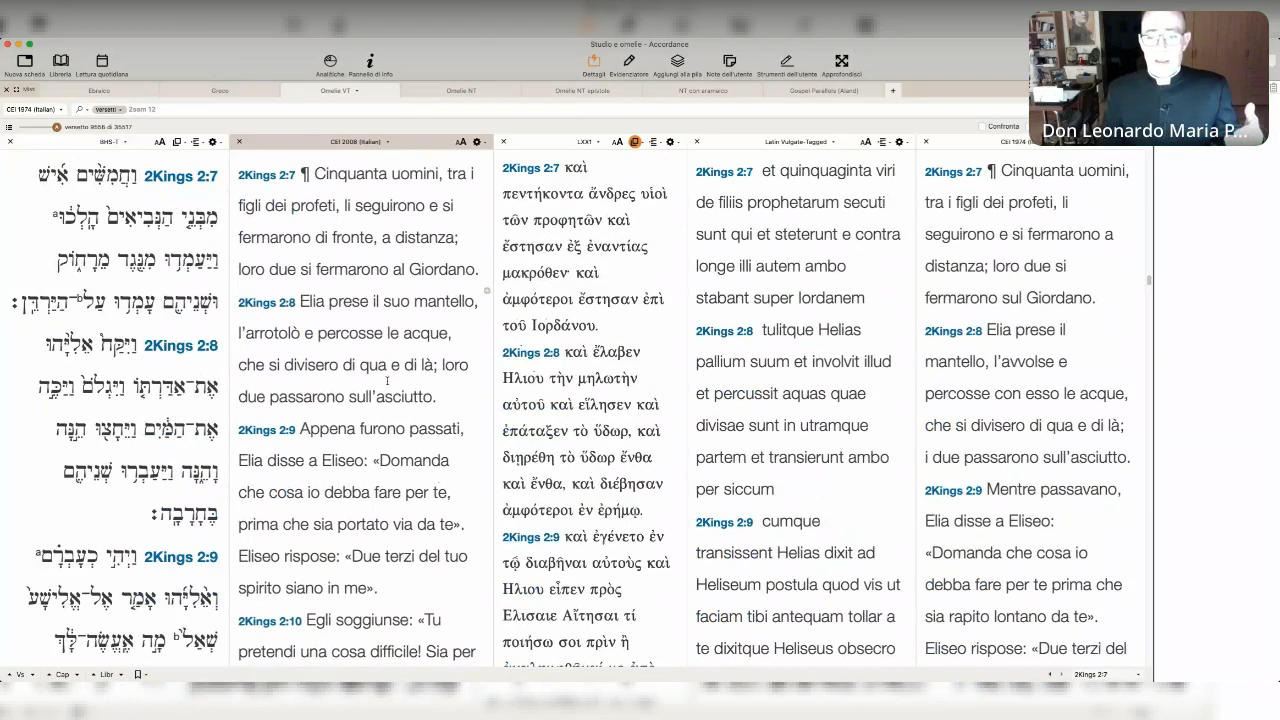 Studio e omelie - Accordance
Nuova scheda
Libreria
Lettura quotidiana
Analitiche
Pannello di info
Dettagli
Evidenziatore
Aggiungi alla pila
Note dell'utente
Strumenti dell'utente
Approfondisci
Ebraico
Greco
Omelie VT
Omelie NT
Omelie NT epistole
NT con aramarco
Gospel Parallels (Aland)
+
CEI 1974 (Italian)
versetti
2sam 12
versetto 9556 di 35517
Confronta
Don Leonardo Maria P...
BHS-T
וַחֲמִשִּׁ֨ים אִ֜ישׁ 2Kings 2:7
מִבְּנֵ֤י הַנְּבִיאִים֙ הָֽלְכ֔וּᵃ
וַיַּעַמְד֥וּ מִנֶּ֖גֶד מֵרָח֑וֹק
וּשְׁנֵיהֶ֖ם עָמְד֥וּ עַלᵇ־הַיַּרְדֵּֽן׃
וַיִּקַּח֩ אֵלִיָּ֨הוּ 2Kings 2:8
אֶת־אַדַּרְתּ֤וֹ וַיִּגְלֹם֙ וַיַּכֶּ֣ה
אֶת־הַמַּ֔יִם וַיֵּחָצ֖וּ הֵ֣נָּה
וָהֵ֑נָּה וַיַּעַבְר֥וּ שְׁנֵיהֶ֖ם
בֶּחָרָבָֽה׃
וַיְהִ֣י כְעָבְרָ֗םᵃ 2Kings 2:9
וְאֵ֨לִיָּ֜הוּ אָמַ֤ר אֶל־אֱלִישָׁע֙
שְׁאַל֙ᵇ מָ֣ה אֶֽעֱשֶׂה־לָּ֔ךְ
CEI 2008 (Italian)
2Kings 2:7 ¶ Cinquanta uomini, tra i
figli dei profeti, li seguirono e si
fermarono di fronte, a distanza;
loro due si fermarono al Giordano.
2Kings 2:8 Elia prese il suo mantello,
l'arrotolò e percosse le acque,
che si divisero di qua e di là; loro
due passarono sull'asciutto.
2Kings 2:9 Appena furono passati,
Elia disse a Eliseo: «Domanda
che cosa io debba fare per te,
prima che sia portato via da te».
Eliseo rispose: «Due terzi del tuo
spirito siano in me».
2Kings 2:10 Egli soggiunse: «Tu
pretendi una cosa difficile! Sia per
LXX1
2Kings 2:7 καὶ
πεντήκοντα ἄνδρες υἱοὶ
τῶν προφητῶν καὶ
ἔστησαν ἐξ ἐναντίας
μακρόθεν· καὶ
ἀμφότεροι ἔστησαν ἐπὶ
τοῦ Ιορδάνου.
2Kings 2:8 καὶ ἔλαβεν
Ηλιου τὴν μηλωτὴν
αὐτοῦ καὶ εἵλησεν καὶ
ἐπάταξεν τὸ ὕδωρ, καὶ
διῃρέθη τὸ ὕδωρ ἔνθα
καὶ ἔνθα, καὶ διέβησαν
ἀμφότεροι ἐν ἐρήμῳ.
2Kings 2:9 καὶ ἐγένετο ἐν
τῷ διαβῆναι αὐτοὺς καὶ
Ηλιου εἶπεν πρὸς
Ελισαιε Αἴτησαι τί
ποιήσω σοι πρὶν ἢ
Latin Vulgate-Tagged
2Kings 2:7 et quinquaginta viri
de filiis prophetarum secuti
sunt qui et steterunt e contra
longe illi autem ambo
stabant super Iordanem
2Kings 2:8 tulitque Helias
pallium suum et involvit illud
et percussit aquas quae
divisae sunt in utramque
partem et transierunt ambo
per siccum
2Kings 2:9 cumque
transissent Helias dixit ad
Heliseum postula quod vis ut
faciam tibi antequam tollar a
te dixitque Heliseus obsecro
CEI 1974
2Kings 2:7 ¶ Cinquanta uomini,
tra i figli dei profeti, li
seguirono e si fermarono a
distanza; loro due si
fermarono sul Giordano.
2Kings 2:8 Elia prese il
mantello, l'avvolse e
percosse con esso le acque,
che si divisero di qua e di là;
i due passarono sull'asciutto.
2Kings 2:9 Mentre passavano,
Elia disse a Eliseo:
«Domanda che cosa io
debba fare per te prima che
sia rapito lontano da te».
Eliseo rispose: «Due terzi del
Vs
Cap
Libr
2Kings 2:7